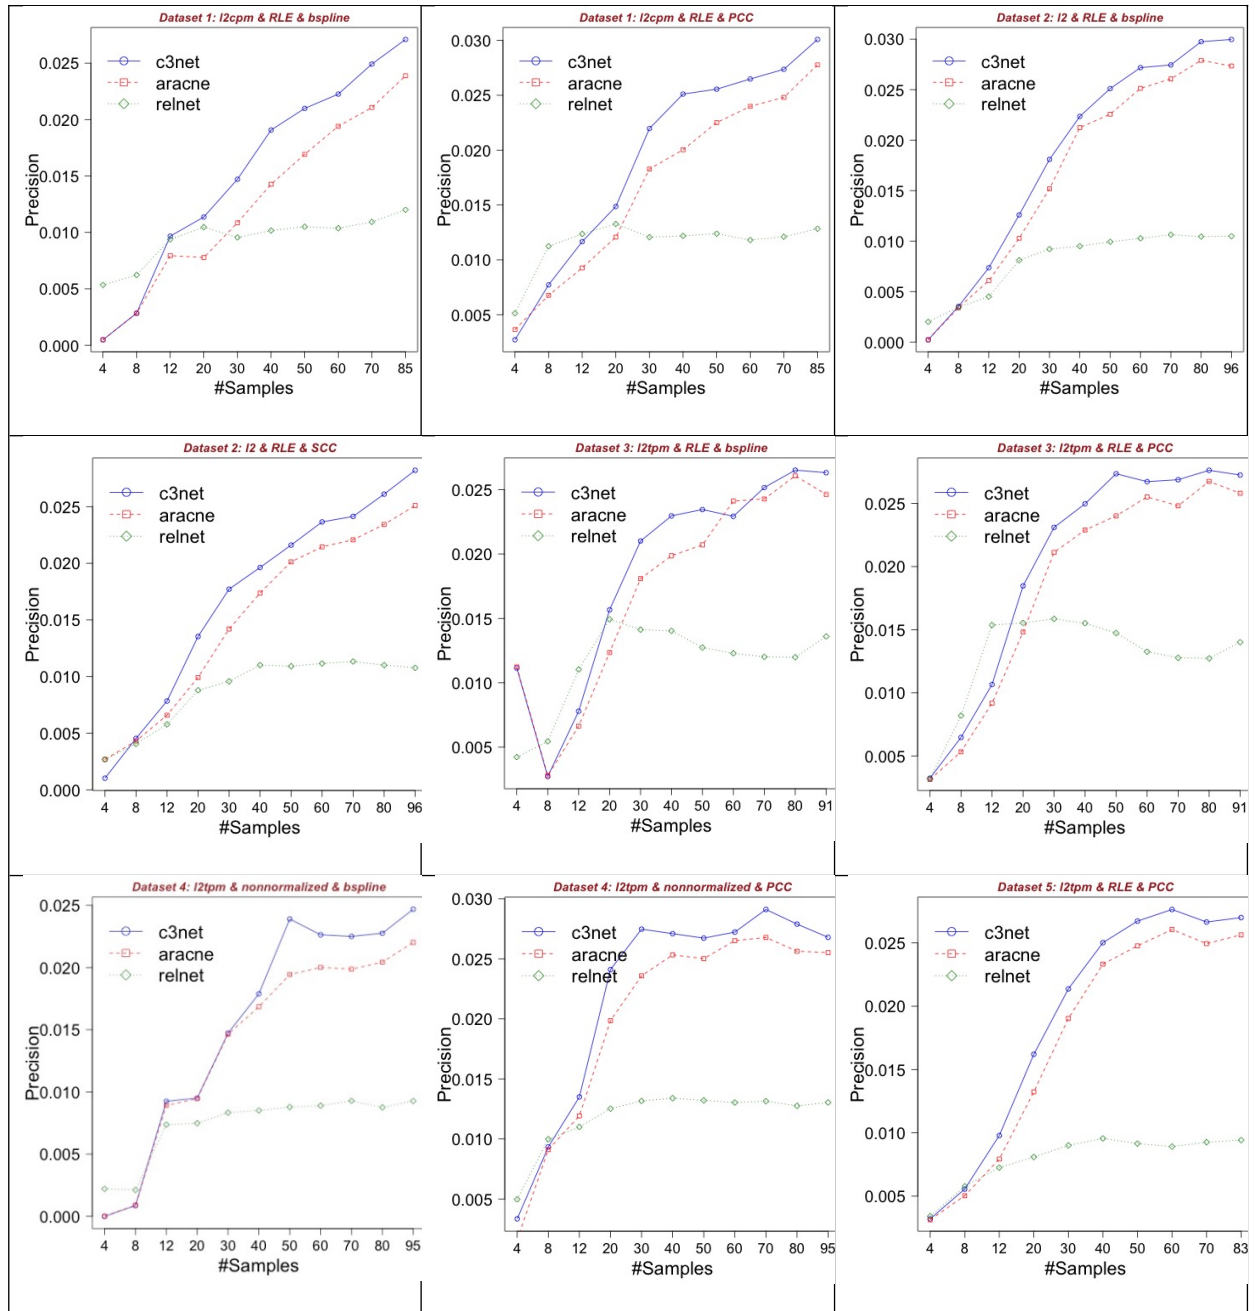 Dataset 1: l2cpm & RLE & bspline
Precision
0.025
0.020
0.015
0.010
0.005
0.000
c3net
aracne
relnet
4 8 12 20 30 40 50 60 70 85
#Samples
Dataset 1: l2cpm & RLE & PCC
Precision
0.030
0.025
0.020
0.015
0.010
0.005
c3net
aracne
relnet
4 8 12 20 30 40 50 60 70 85
#Samples
Dataset 2: l2 & RLE & bspline
Precision
0.030
0.025
0.020
0.015
0.010
0.005
0.000
c3net
aracne
relnet
4 8 12 20 30 40 50 60 70 80 96
#Samples
Dataset 2: l2 & RLE & SCC
Precision
0.025
0.020
0.015
0.010
0.005
0.000
c3net
aracne
relnet
4 8 12 20 30 40 50 60 70 80 96
#Samples
Dataset 3: l2tpm & RLE & bspline
Precision
0.025
0.020
0.015
0.010
0.005
c3net
aracne
relnet
4 8 12 20 30 40 50 60 70 80 91
#Samples
Dataset 3: l2tpm & RLE & PCC
Precision
0.025
0.020
0.015
0.010
0.005
c3net
aracne
relnet
4 8 12 20 30 40 50 60 70 80 91
#Samples
Dataset 4: l2tpm & nonnormalized & bspline
Precision
0.025
0.020
0.015
0.010
0.005
0.000
c3net
aracne
relnet
4 8 12 20 30 40 50 60 70 80 95
#Samples
Dataset 4: l2tpm & nonnormalized & PCC
Precision
0.030
0.025
0.020
0.015
0.010
0.005
c3net
aracne
relnet
4 8 12 20 30 40 50 60 70 80 95
#Samples
Dataset 5: l2tpm & RLE & PCC
Precision
0.025
0.020
0.015
0.010
0.005
c3net
aracne
relnet
4 8 12 20 30 40 50 60 70 83
#Samples